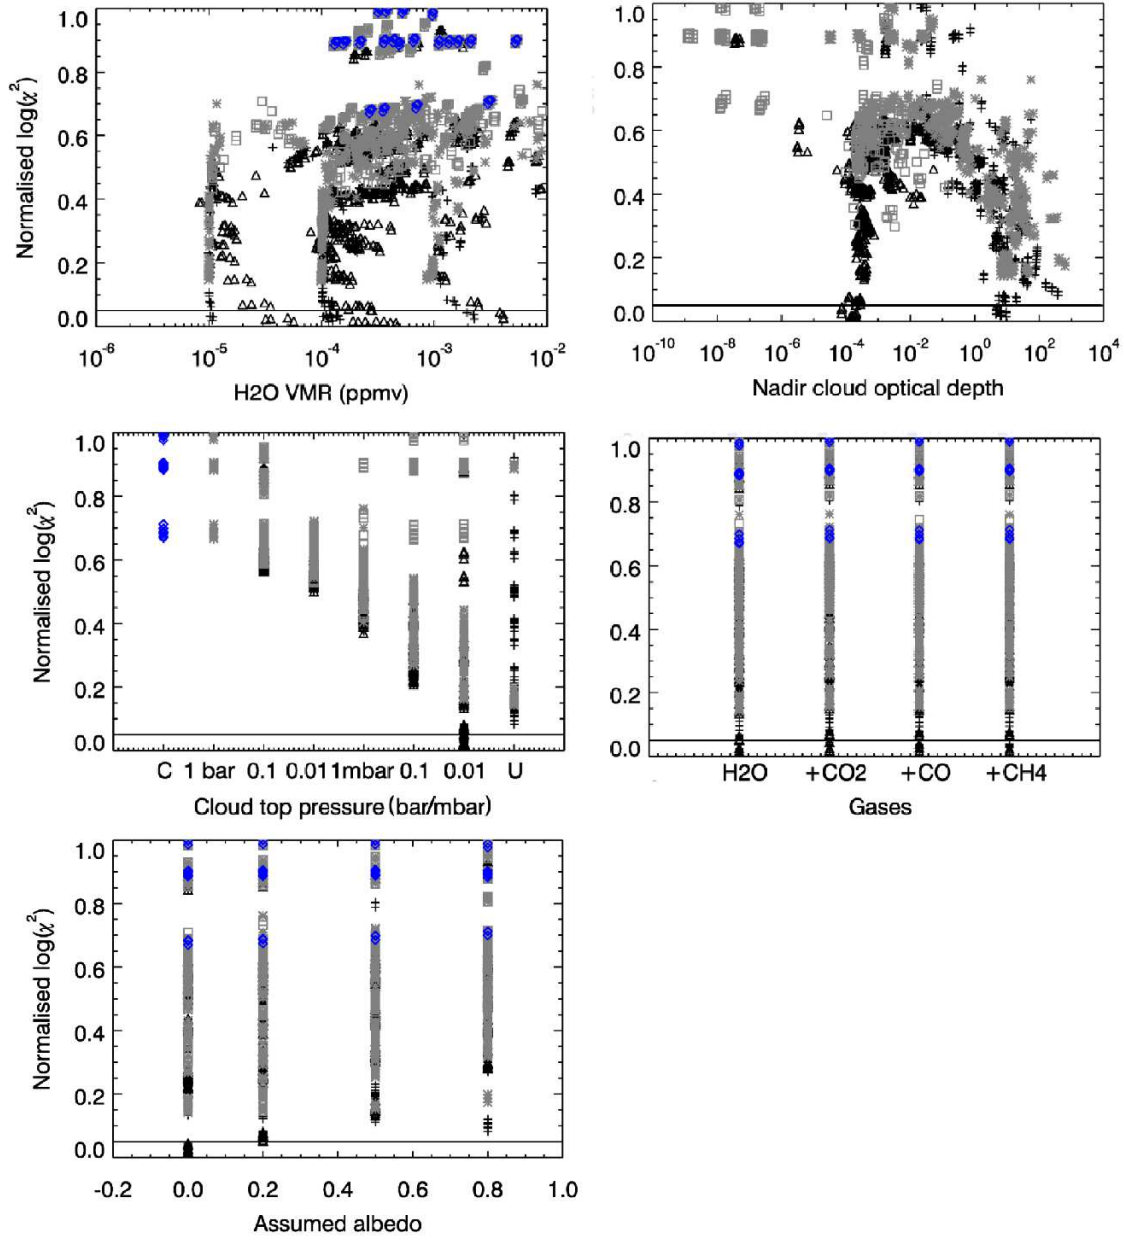 1.0
0.8
0.6
0.4
0.2
0.0
Normalised log(χ²)
10⁻⁶ 10⁻⁵ 10⁻⁴ 10⁻³ 10⁻²
H2O VMR (ppmv)
1.0
0.8
0.6
0.4
0.2
0.0
10⁻¹⁰ 10⁻⁸ 10⁻⁶ 10⁻⁴ 10⁻² 10⁰ 10² 10⁴
Nadir cloud optical depth
1.0
0.8
0.6
0.4
0.2
0.0
Normalised log(χ²)
C 1 bar 0.1 0.01 1mbar 0.1 0.01 U
Cloud top pressure (bar/mbar)
1.0
0.8
0.6
0.4
0.2
0.0
Normalised log(χ²)
H2O +CO2 +CO +CH4
Gases
1.0
0.8
0.6
0.4
0.2
0.0
Normalised log(χ²)
-0.2 0.0 0.2 0.4 0.6 0.8 1.0
Assumed albedo